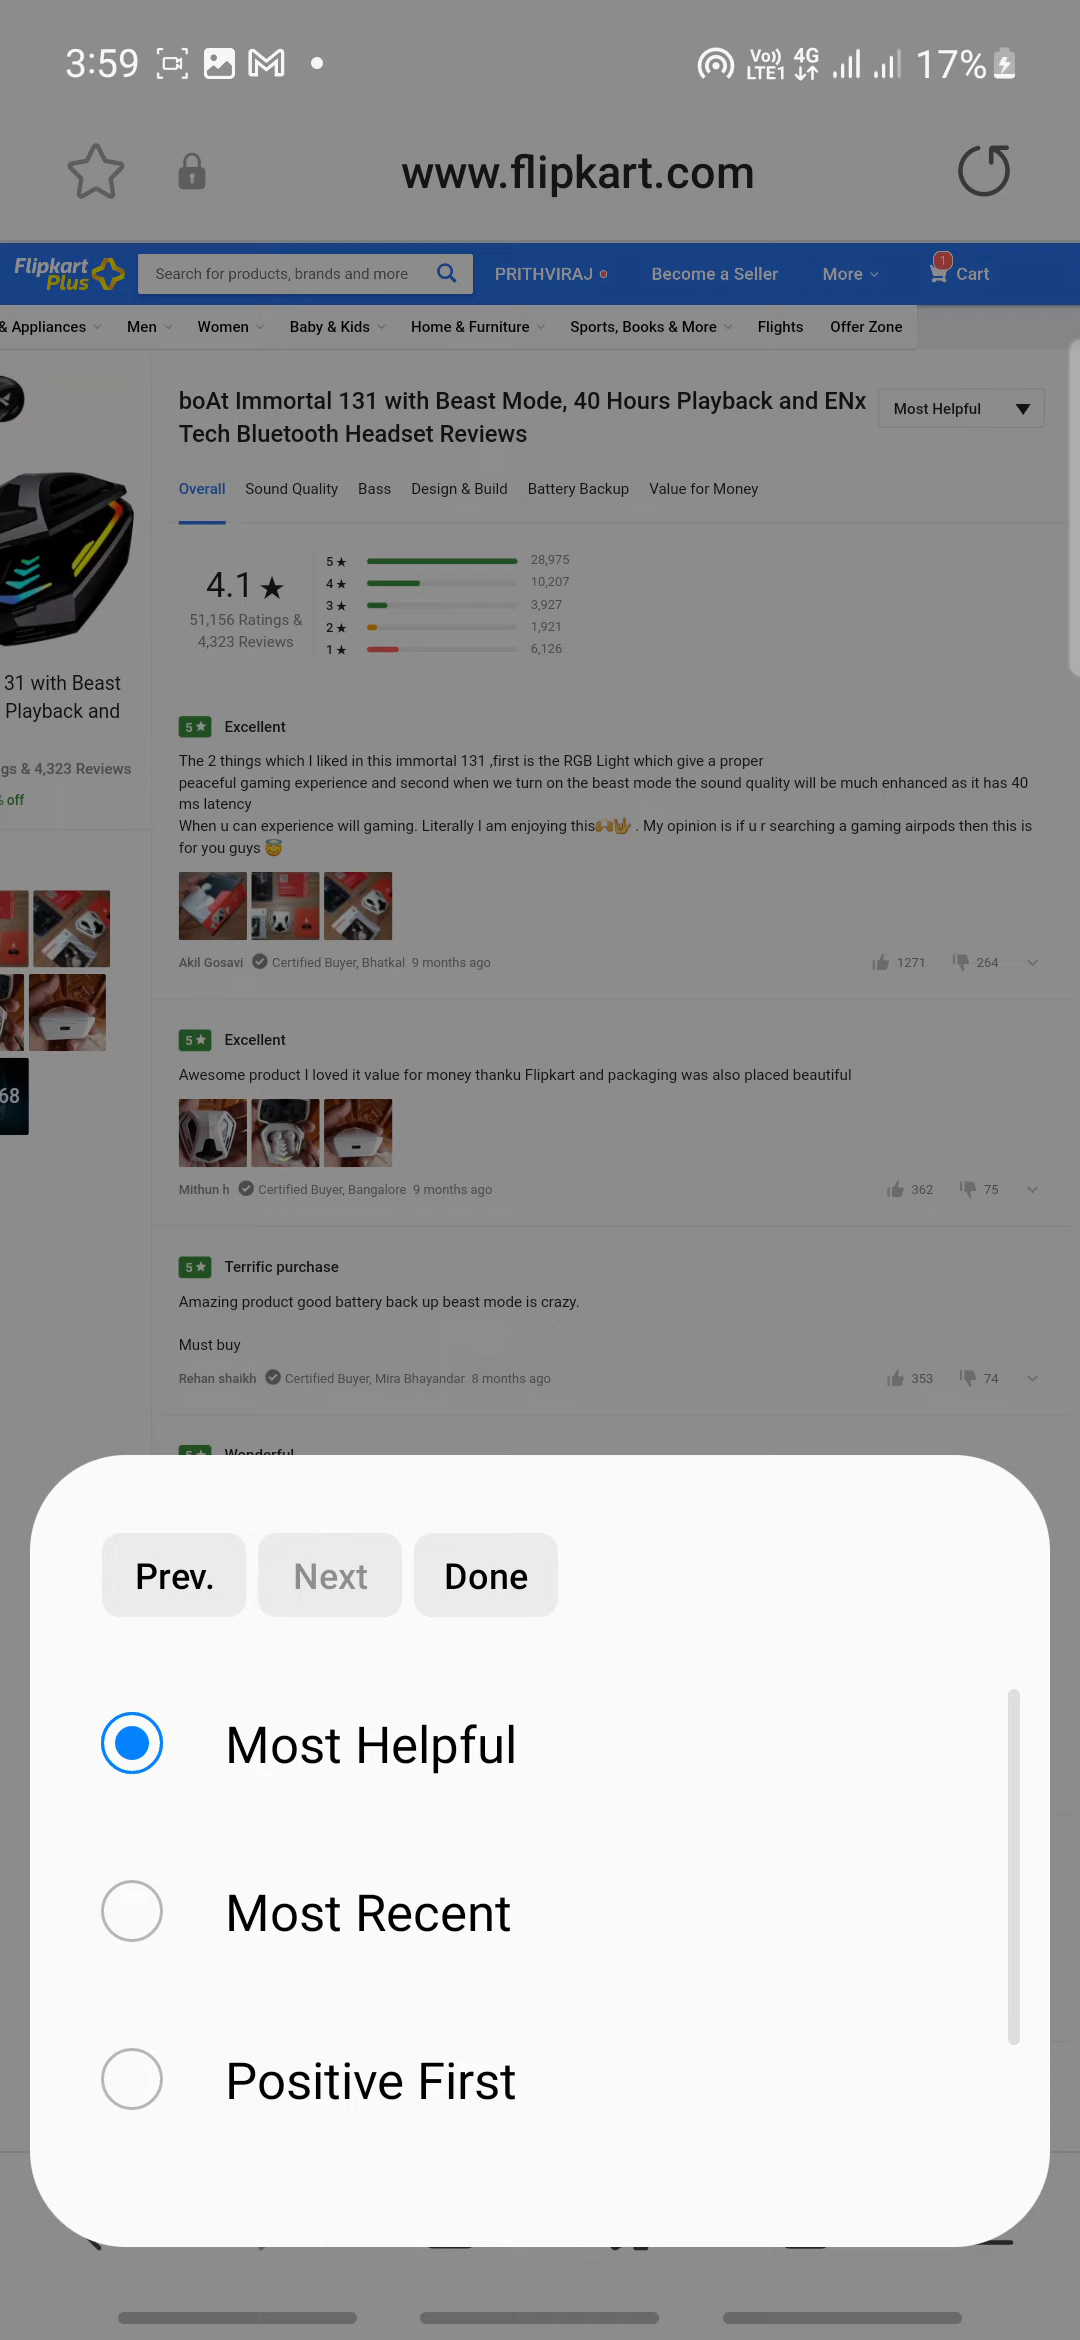 3:59
Vo)) LTE1 4G 17%
www.flipkart.com
Flipkart Plus
Search for products, brands and more
PRITHVIRAJ
Become a Seller
More
1
Cart
& Appliances Men Women Baby & Kids Home & Furniture Sports, Books & More Flights Offer Zone
boAt Immortal 131 with Beast Mode, 40 Hours Playback and ENx
Tech Bluetooth Headset Reviews
Most Helpful
Overall Sound Quality Bass Design & Build Battery Backup Value for Money
4.1★
51,156 Ratings &
4,323 Reviews
5★ 28,975
4★ 10,207
3★ 3,927
2★ 1,921
1★ 6,126
31 with Beast
Playback and
gs & 4,323 Reviews
% off
68
5★ Excellent
The 2 things which I liked in this immortal 131 ,first is the RGB Light which give a proper
peaceful gaming experience and second when we turn on the beast mode the sound quality will be much enhanced as it has 40
ms latency
When u can experience will gaming. Literally I am enjoying this🙌🤟 . My opinion is if u r searching a gaming airpods then this is
for you guys 😇
Akil Gosavi Certified Buyer, Bhatkal 9 months ago 1271 264
5★ Excellent
Awesome product I loved it value for money thanku Flipkart and packaging was also placed beautiful
Mithun h Certified Buyer, Bangalore 9 months ago 362 75
5★ Terrific purchase
Amazing product good battery back up beast mode is crazy.
Must buy
Rehan shaikh Certified Buyer, Mira Bhayandar 8 months ago 353 74
5★ Wonderful
Prev. Next Done
Most Helpful
Most Recent
Positive First